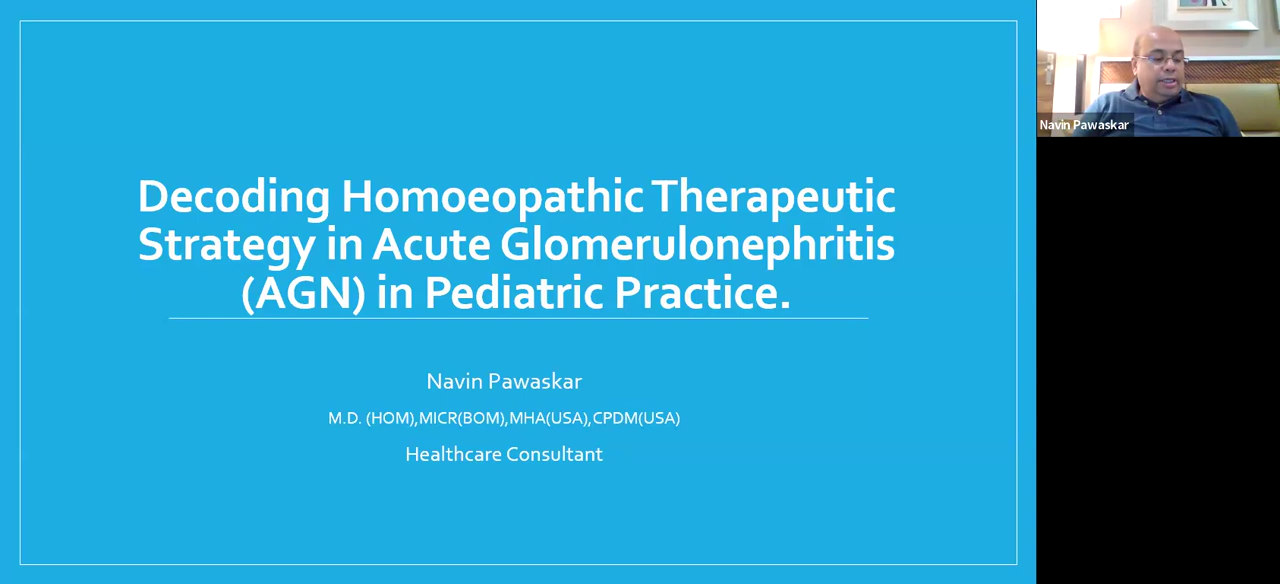 Decoding Homoeopathic Therapeutic
Strategy in Acute Glomerulonephritis
(AGN) in Pediatric Practice.
Navin Pawaskar
M.D. (HOM),MICR(BOM),MHA(USA),CPDM(USA)
Healthcare Consultant
Navin Pawaskar